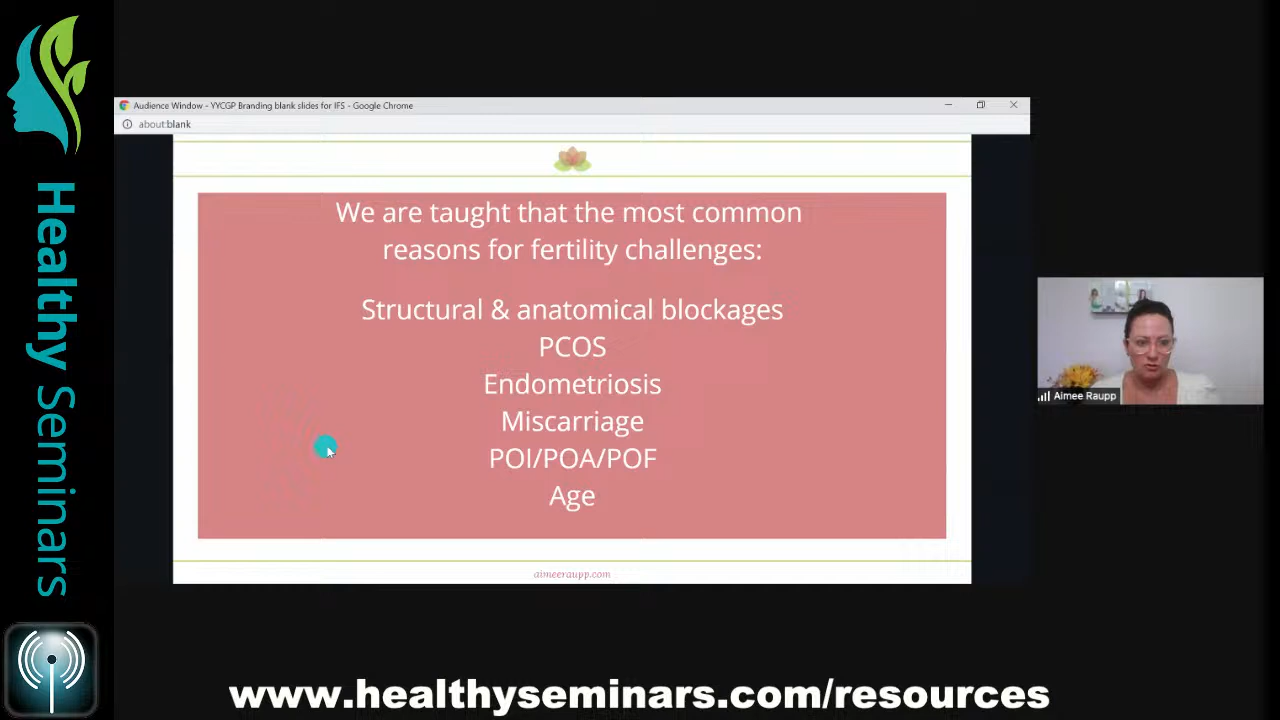 Healthy Seminars
Audience Window - YYCGP Branding blank slides for IFS - Google Chrome
about:blank
We are taught that the most common
reasons for fertility challenges:
Structural & anatomical blockages
PCOS
Endometriosis
Miscarriage
POI/POA/POF
Age
aimeeraupp.com
Aimee Raupp
www.healthyseminars.com/resources